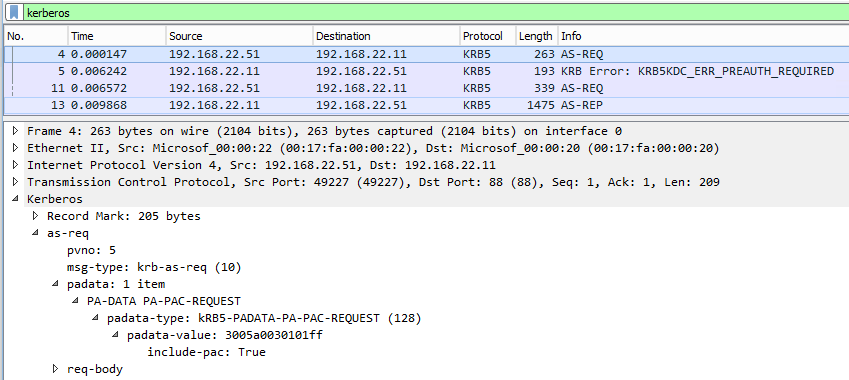 kerberos
No. Time Source Destination Protocol Length Info
4 0.000147 192.168.22.51 192.168.22.11 KRB5 263 AS-REQ
5 0.006242 192.168.22.11 192.168.22.51 KRB5 193 KRB Error: KRB5KDC_ERR_PREAUTH_REQUIRED
11 0.006572 192.168.22.51 192.168.22.11 KRB5 339 AS-REQ
13 0.009868 192.168.22.11 192.168.22.51 KRB5 1475 AS-REP
Frame 4: 263 bytes on wire (2104 bits), 263 bytes captured (2104 bits) on interface 0
Ethernet II, Src: Microsof_00:00:22 (00:17:fa:00:00:22), Dst: Microsof_00:00:20 (00:17:fa:00:00:20)
Internet Protocol Version 4, Src: 192.168.22.51, Dst: 192.168.22.11
Transmission Control Protocol, Src Port: 49227 (49227), Dst Port: 88 (88), Seq: 1, Ack: 1, Len: 209
Kerberos
Record Mark: 205 bytes
as-req
pvno: 5
msg-type: krb-as-req (10)
padata: 1 item
PA-DATA PA-PAC-REQUEST
padata-type: kRB5-PADATA-PA-PAC-REQUEST (128)
padata-value: 3005a0030101ff
include-pac: True
req-body